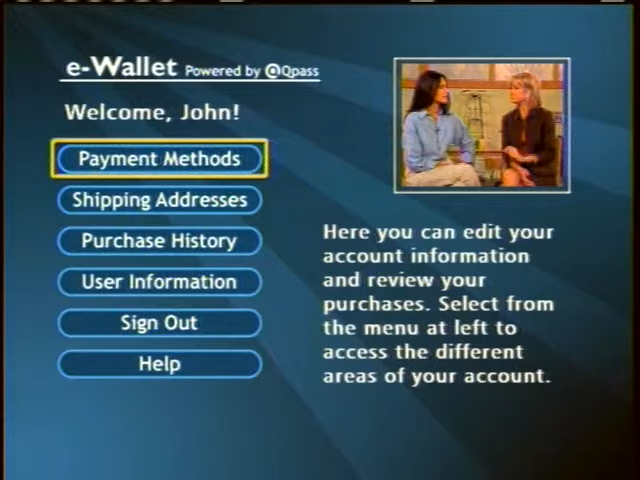 e-Wallet Powered by Qpass
Welcome, John!
Payment Methods
Shipping Addresses
Purchase History
User Information
Sign Out
Help
Here you can edit your
account information
and review your
purchases. Select from
the menu at left to
access the different
areas of your account.